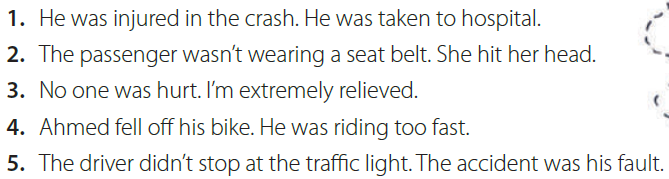 1. He was injured in the crash. He was taken to hospital.
2. The passenger wasn't wearing a seat belt. She hit her head.
3. No one was hurt. I'm extremely relieved.
4. Ahmed fell off his bike. He was riding too fast.
5. The driver didn't stop at the traffic light. The accident was his fault.